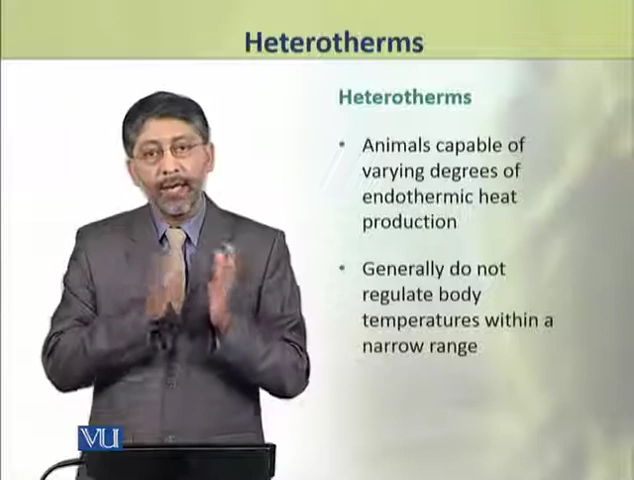 Heterotherms
Heterotherms
• Animals capable of
varying degrees of
endothermic heat
production
• Generally do not
regulate body
temperatures within a
narrow range
VU